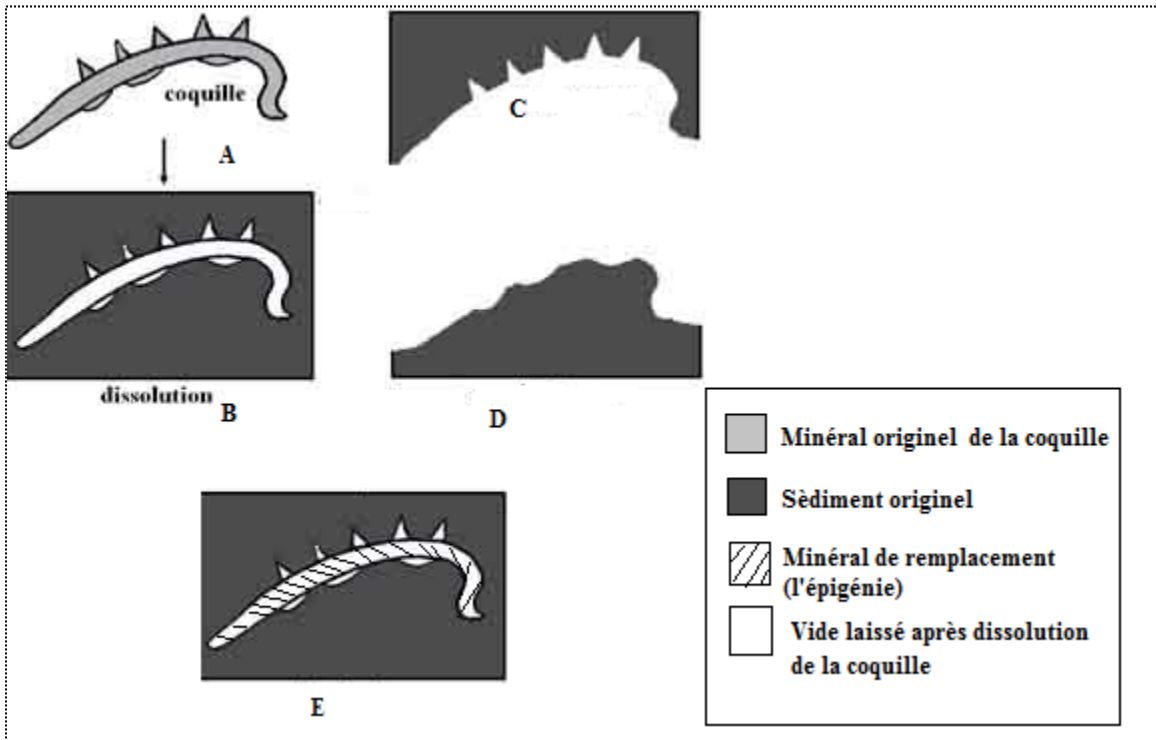 coquille
A
C
dissolution
B
D
E
Minéral originel de la coquille
Sèdiment originel
Minéral de remplacement
(l'épigénie)
Vide laissé après dissolution
de la coquille